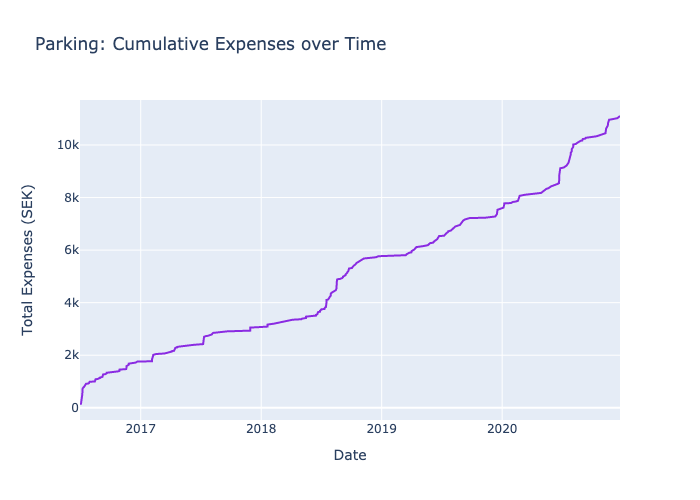 Parking: Cumulative Expenses over Time
Total Expenses (SEK)
10k
8k
6k
4k
2k
0
2017 2018 2019 2020
Date